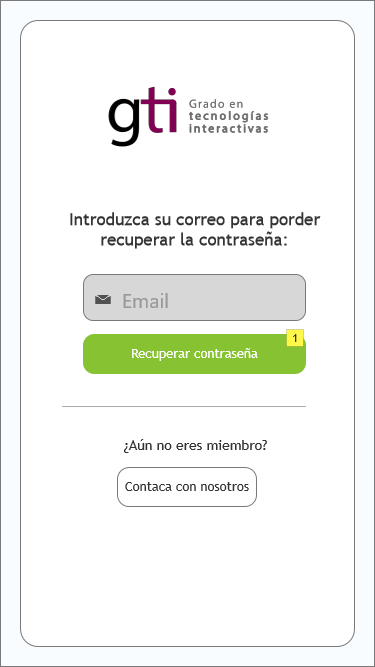 gti
Grado en
tecnologías
interactivas
Introduzca su correo para porder
recuperar la contraseña:
Email
1
Recuperar contraseña
¿Aún no eres miembro?
Contaca con nosotros